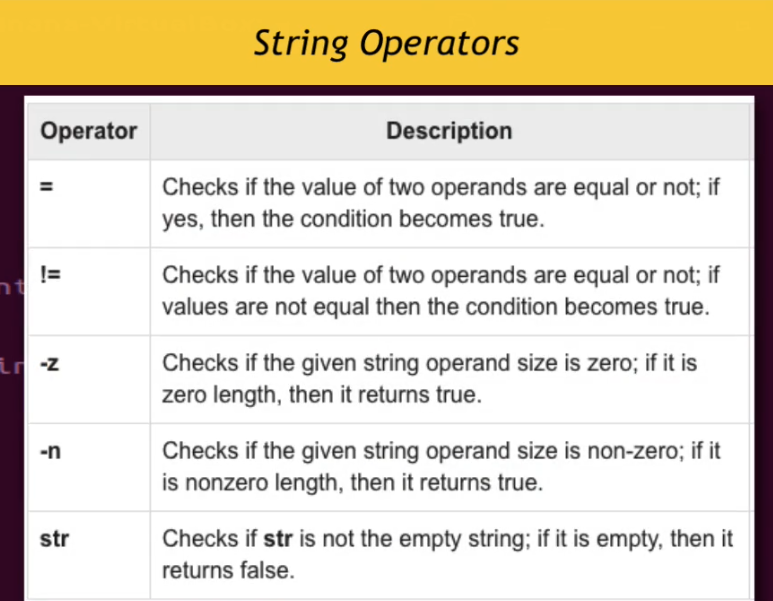 String Operators
Operator Description
= Checks if the value of two operands are equal or not; if
yes, then the condition becomes true.
!= Checks if the value of two operands are equal or not; if
values are not equal then the condition becomes true.
-z Checks if the given string operand size is zero; if it is
zero length, then it returns true.
-n Checks if the given string operand size is non-zero; if it
is nonzero length, then it returns true.
str Checks if str is not the empty string; if it is empty, then it
returns false.